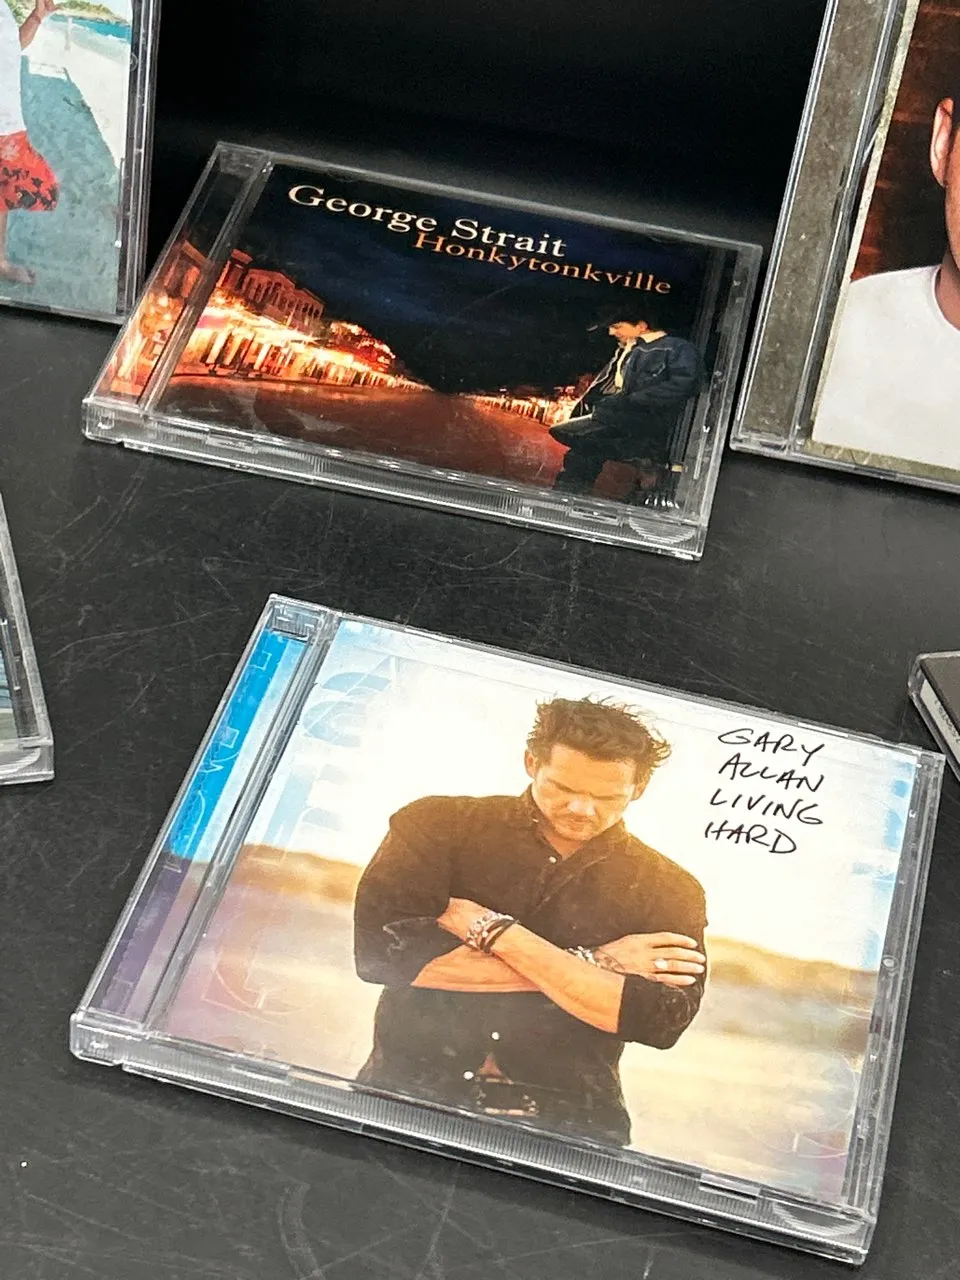 George Strait
Honkytonkville
GARY
ALLAN
LIVING
HARD